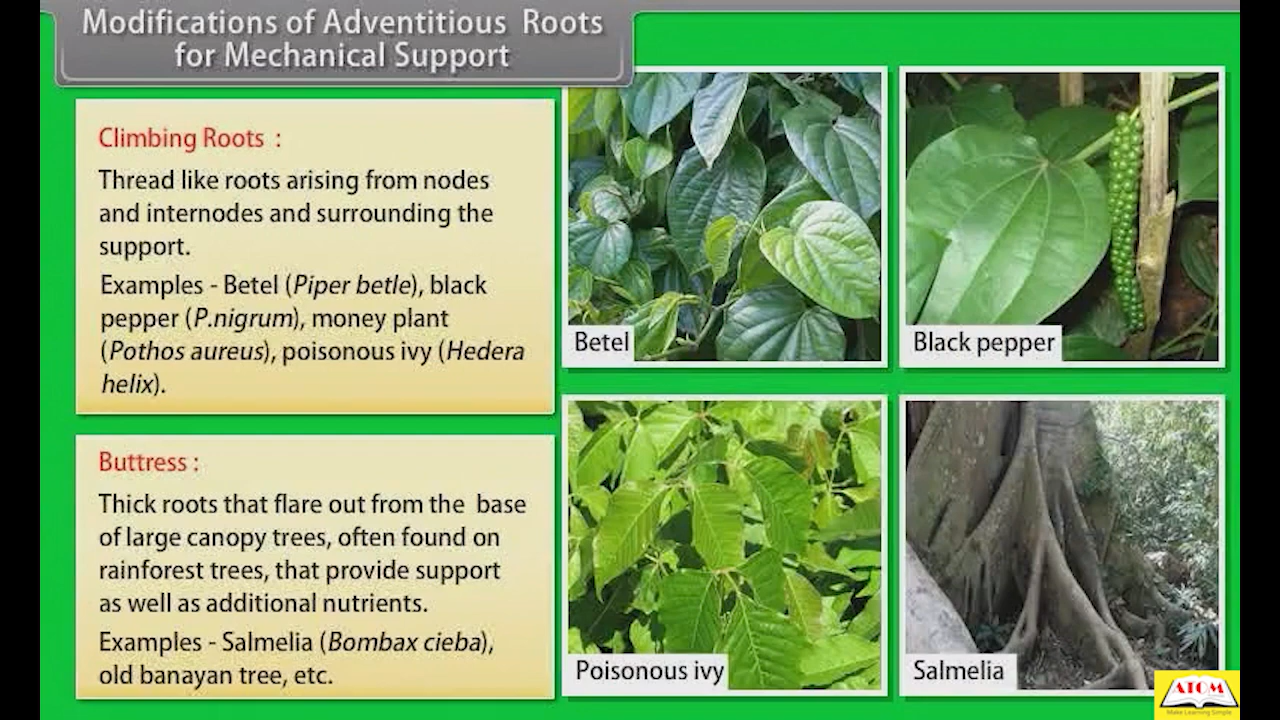 Modifications of Adventitious Roots
for Mechanical Support
Climbing Roots :
Thread like roots arising from nodes
and internodes and surrounding the
support.
Examples - Betel (Piper betle), black
pepper (P.nigrum), money plant
(Pothos aureus), poisonous ivy (Hedera
helix).
Buttress :
Thick roots that flare out from the base
of large canopy trees, often found on
rainforest trees, that provide support
as well as additional nutrients.
Examples - Salmelia (Bombax cieba),
old banayan tree, etc.
Betel
Black pepper
Poisonous ivy
Salmelia
ATOM
Make Learning Simple